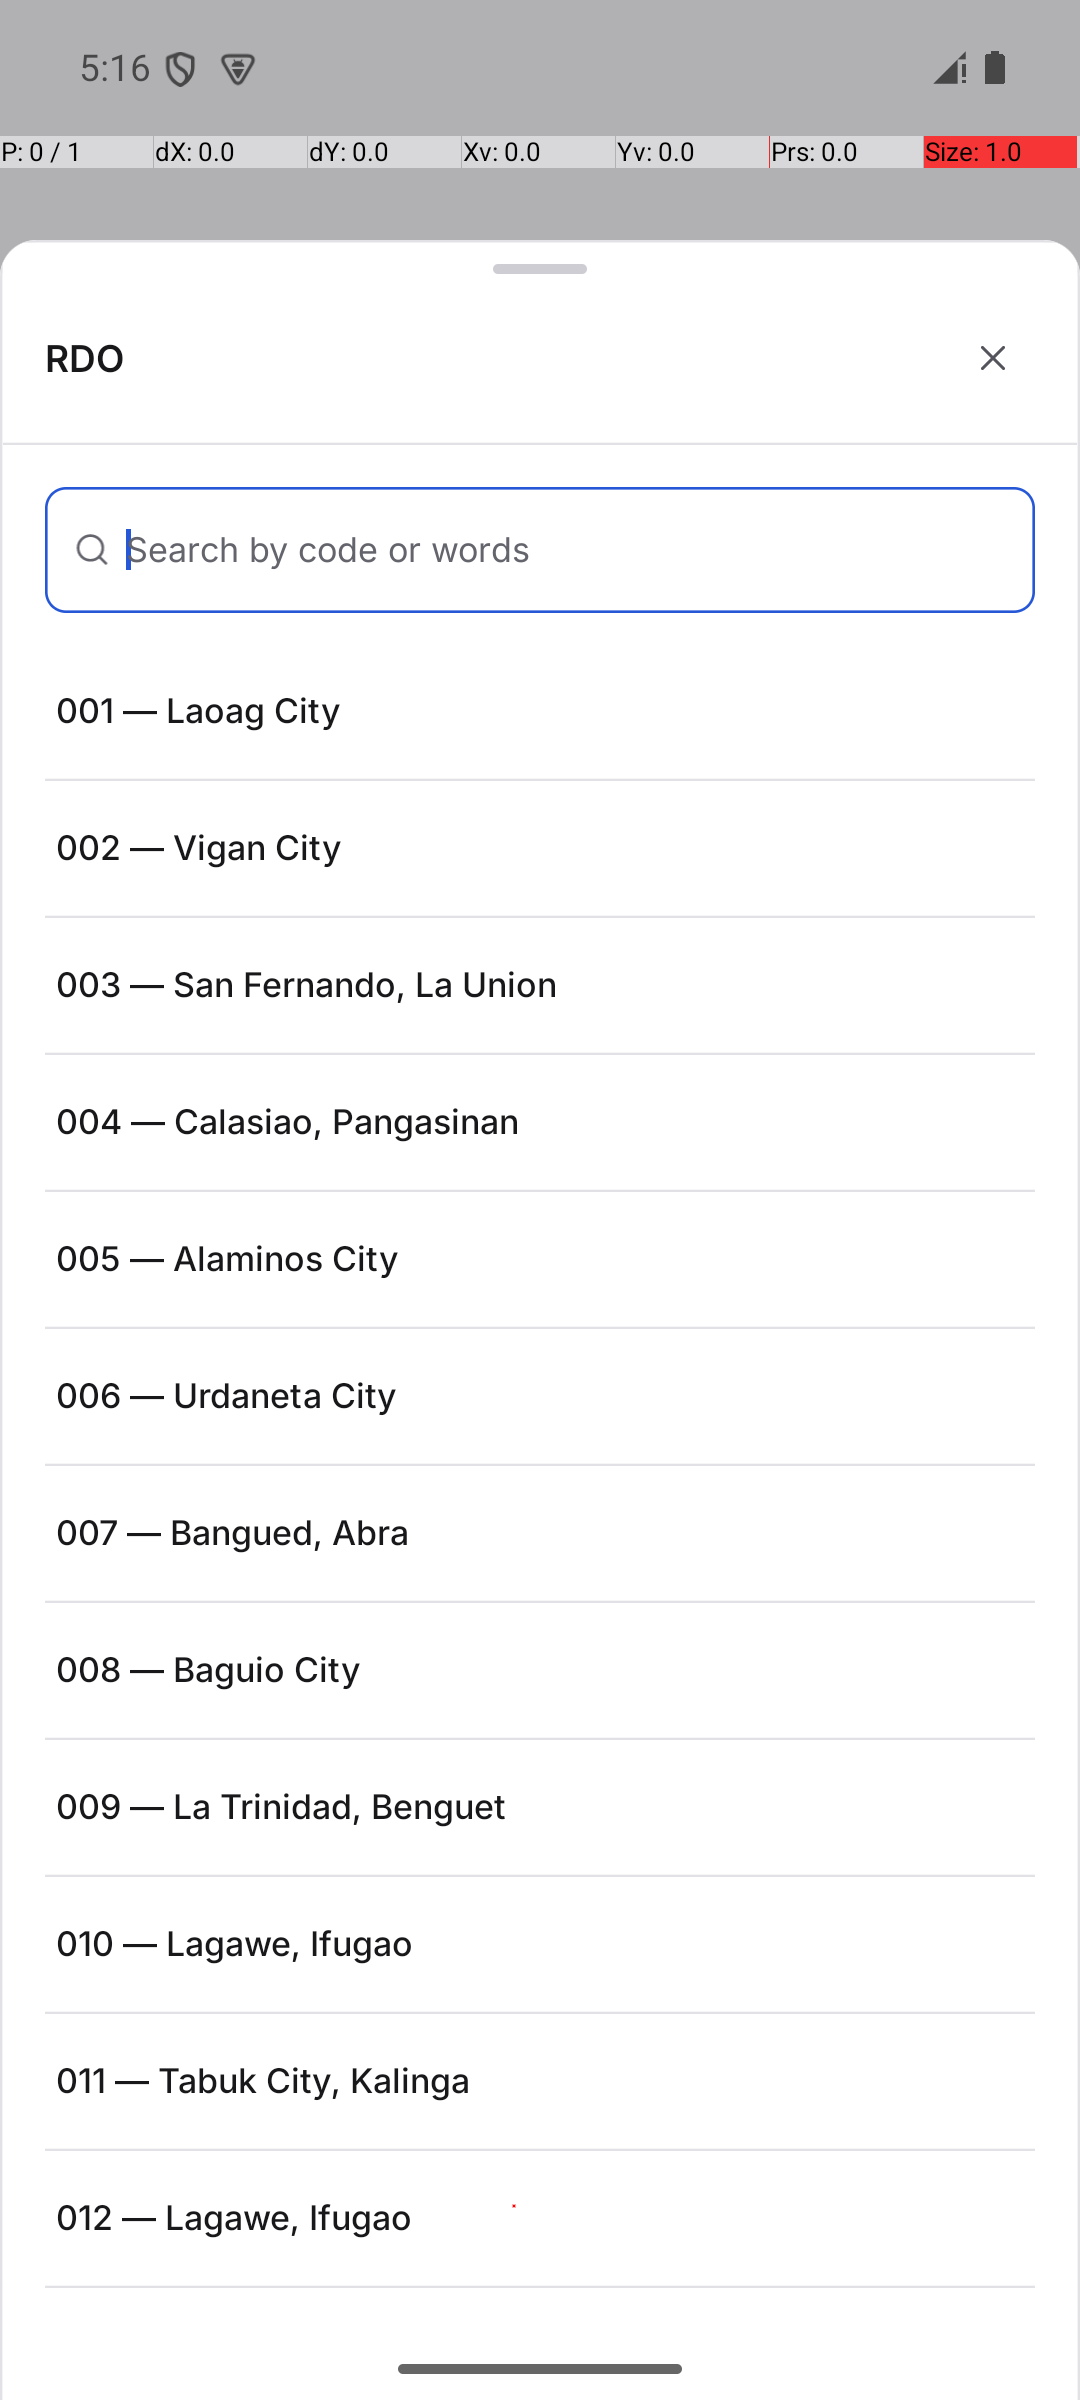 5:16
P: 0 / 1 dX: 0.0 dY: 0.0 Xv: 0.0 Yv: 0.0 Prs: 0.0 Size: 1.0
RDO
Search by code or words
001 — Laoag City
002 — Vigan City
003 — San Fernando, La Union
004 — Calasiao, Pangasinan
005 — Alaminos City
006 — Urdaneta City
007 — Bangued, Abra
008 — Baguio City
009 — La Trinidad, Benguet
010 — Lagawe, Ifugao
011 — Tabuk City, Kalinga
012 — Lagawe, Ifugao